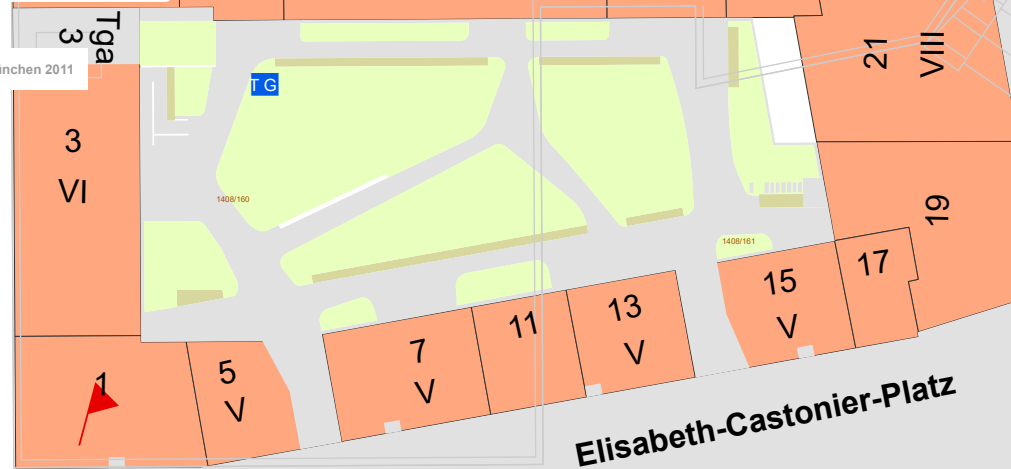 Tga
3
nchen 2011
3
VI
T G
21
VIII
1408/160
19
1408/161
17
15
V
13
V
11
7
V
5
V
1
Elisabeth-Castonier-Platz